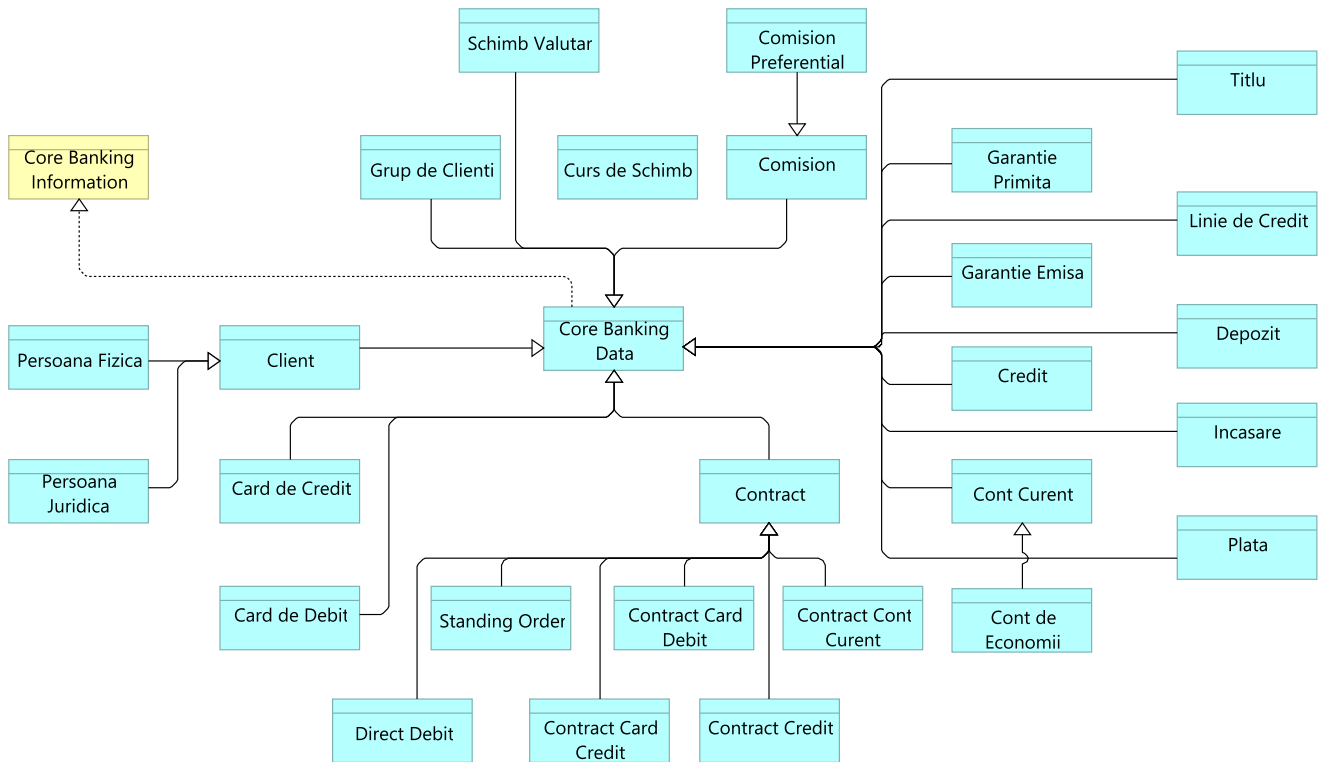 Schimb Valutar
Comision
Preferential
Titlu
Core Banking
Information
Grup de Clienti
Curs de Schimb
Comision
Garantie
Primita
Linie de Credit
Garantie Emisa
Persoana Fizica
Client
Core Banking
Data
Depozit
Credit
Incasare
Persoana
Juridica
Card de Credit
Contract
Cont Curent
Plata
Card de Debit
Standing Order
Contract Card
Debit
Contract Cont
Curent
Cont de
Economii
Direct Debit
Contract Card
Credit
Contract Credit